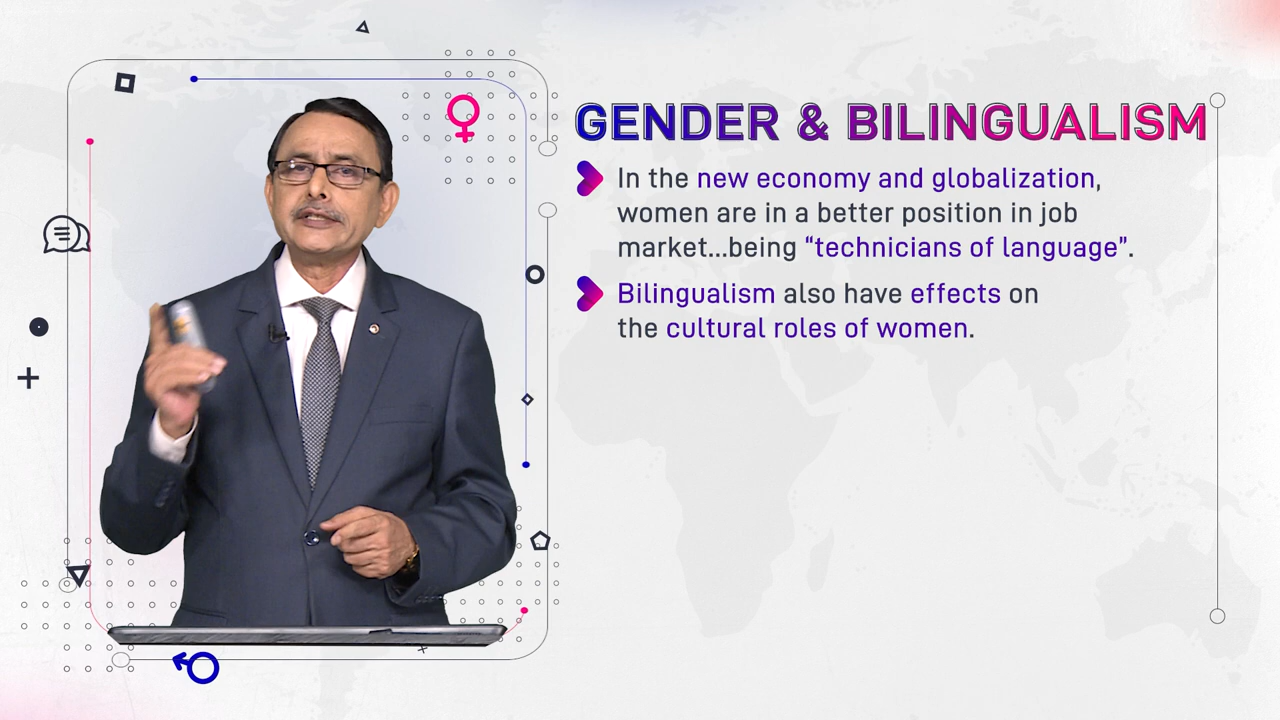 GENDER & BILINGUALISM
In the new economy and globalization,
women are in a better position in job
market...being “technicians of language”.
Bilingualism also have effects on
the cultural roles of women.